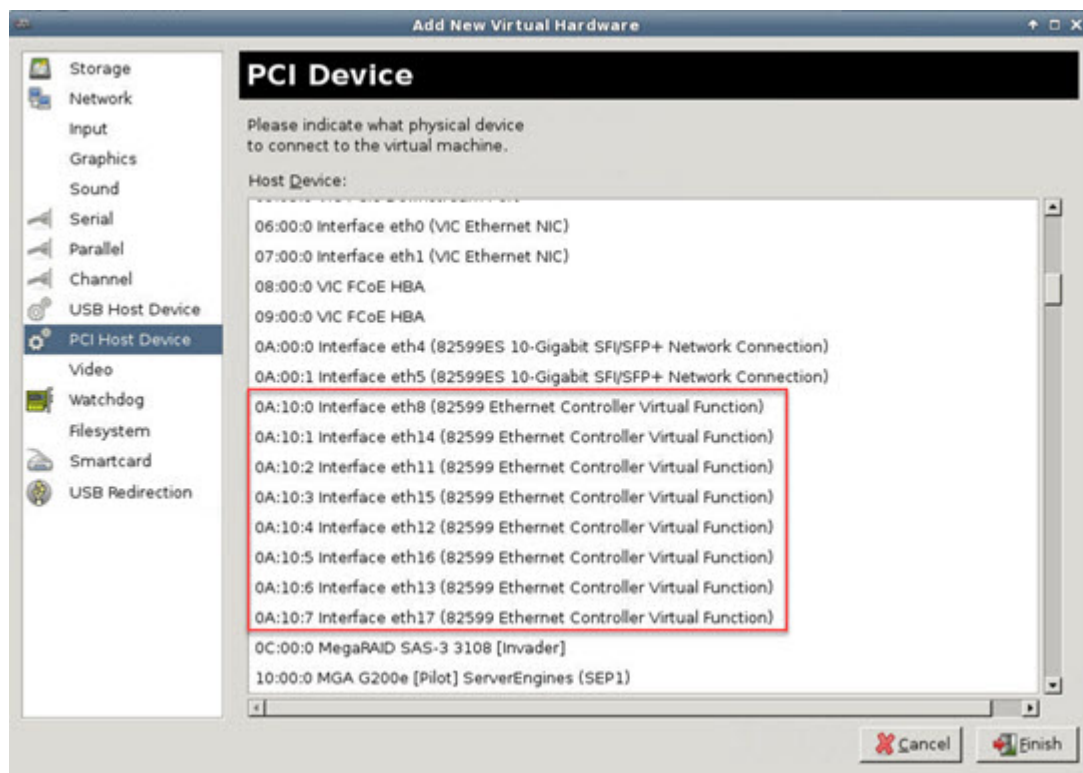 Add New Virtual Hardware
Storage
Network
Input
Graphics
Sound
Serial
Parallel
Channel
USB Host Device
PCI Host Device
Video
Watchdog
Filesystem
Smartcard
USB Redirection
PCI Device
Please indicate what physical device
to connect to the virtual machine.
Host Device:
06:00:0 Interface eth0 (VIC Ethernet NIC)
07:00:0 Interface eth1 (VIC Ethernet NIC)
08:00:0 VIC FCoE HBA
09:00:0 VIC FCoE HBA
0A:00:0 Interface eth4 (82599ES 10-Gigabit SFI/SFP+ Network Connection)
0A:00:1 Interface eth5 (82599ES 10-Gigabit SFI/SFP+ Network Connection)
0A:10:0 Interface eth8 (82599 Ethernet Controller Virtual Function)
0A:10:1 Interface eth14 (82599 Ethernet Controller Virtual Function)
0A:10:2 Interface eth11 (82599 Ethernet Controller Virtual Function)
0A:10:3 Interface eth15 (82599 Ethernet Controller Virtual Function)
0A:10:4 Interface eth12 (82599 Ethernet Controller Virtual Function)
0A:10:5 Interface eth16 (82599 Ethernet Controller Virtual Function)
0A:10:6 Interface eth13 (82599 Ethernet Controller Virtual Function)
0A:10:7 Interface eth17 (82599 Ethernet Controller Virtual Function)
0C:00:0 MegaRAID SAS-3 3108 [Invader]
10:00:0 MGA G200e [Pilot] ServerEngines (SEP1)
Cancel
Finish